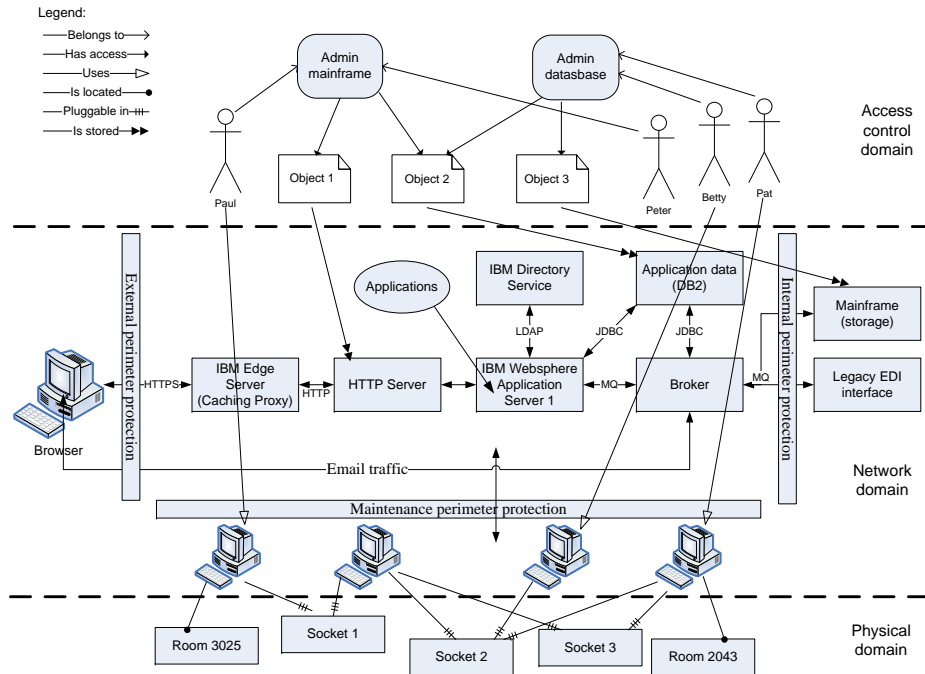 Legend:
Belongs to
Has access
Uses
Is located
Pluggable in
Is stored
Admin
mainframe
Admin
datasbase
Access
control
domain
Paul
Object 1
Object 2
Object 3
Peter
Betty
Pat
External perimeter protection
Internal perimeter protection
Applications
IBM Directory
Service
Application data
(DB2)
Mainframe
(storage)
LDAP
JDBC
JDBC
Browser
HTTPS
IBM Edge
Server
(Caching Proxy)
HTTP
HTTP Server
IBM Websphere
Application
Server 1
MQ
Broker
MQ
Legacy EDI
interface
Email traffic
Network
domain
Maintenance perimeter protection
Room 3025
Socket 1
Socket 2
Socket 3
Room 2043
Physical
domain